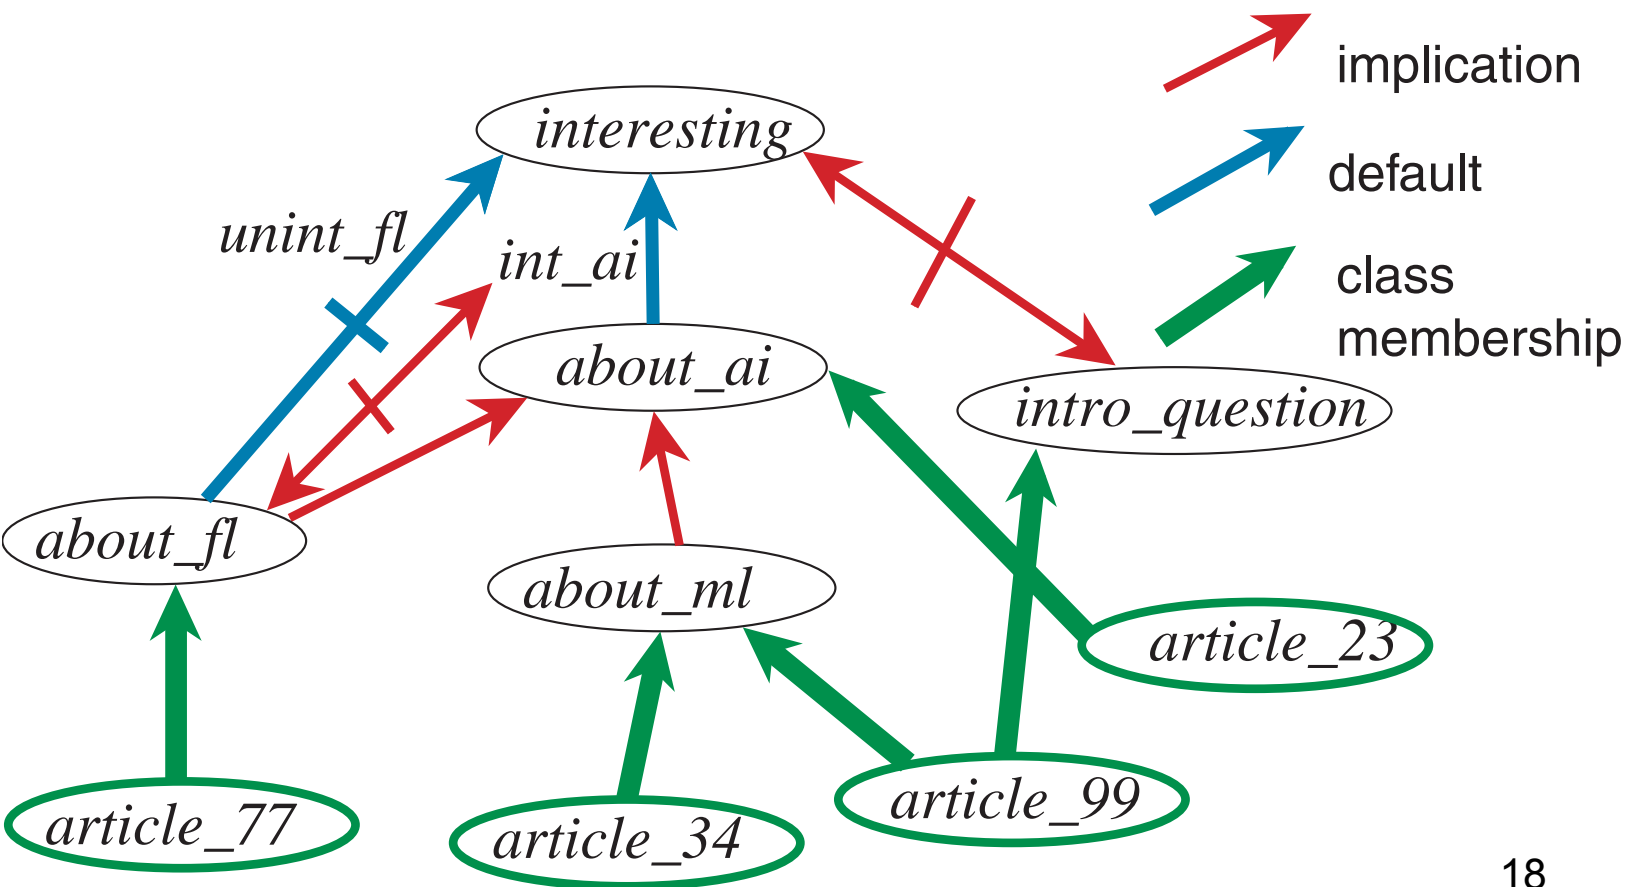 implication
interesting
default
unint_fl
int_ai
class
membership
about_ai
intro_question
about_fl
about_ml
article_23
article_99
article_77
article_34
18